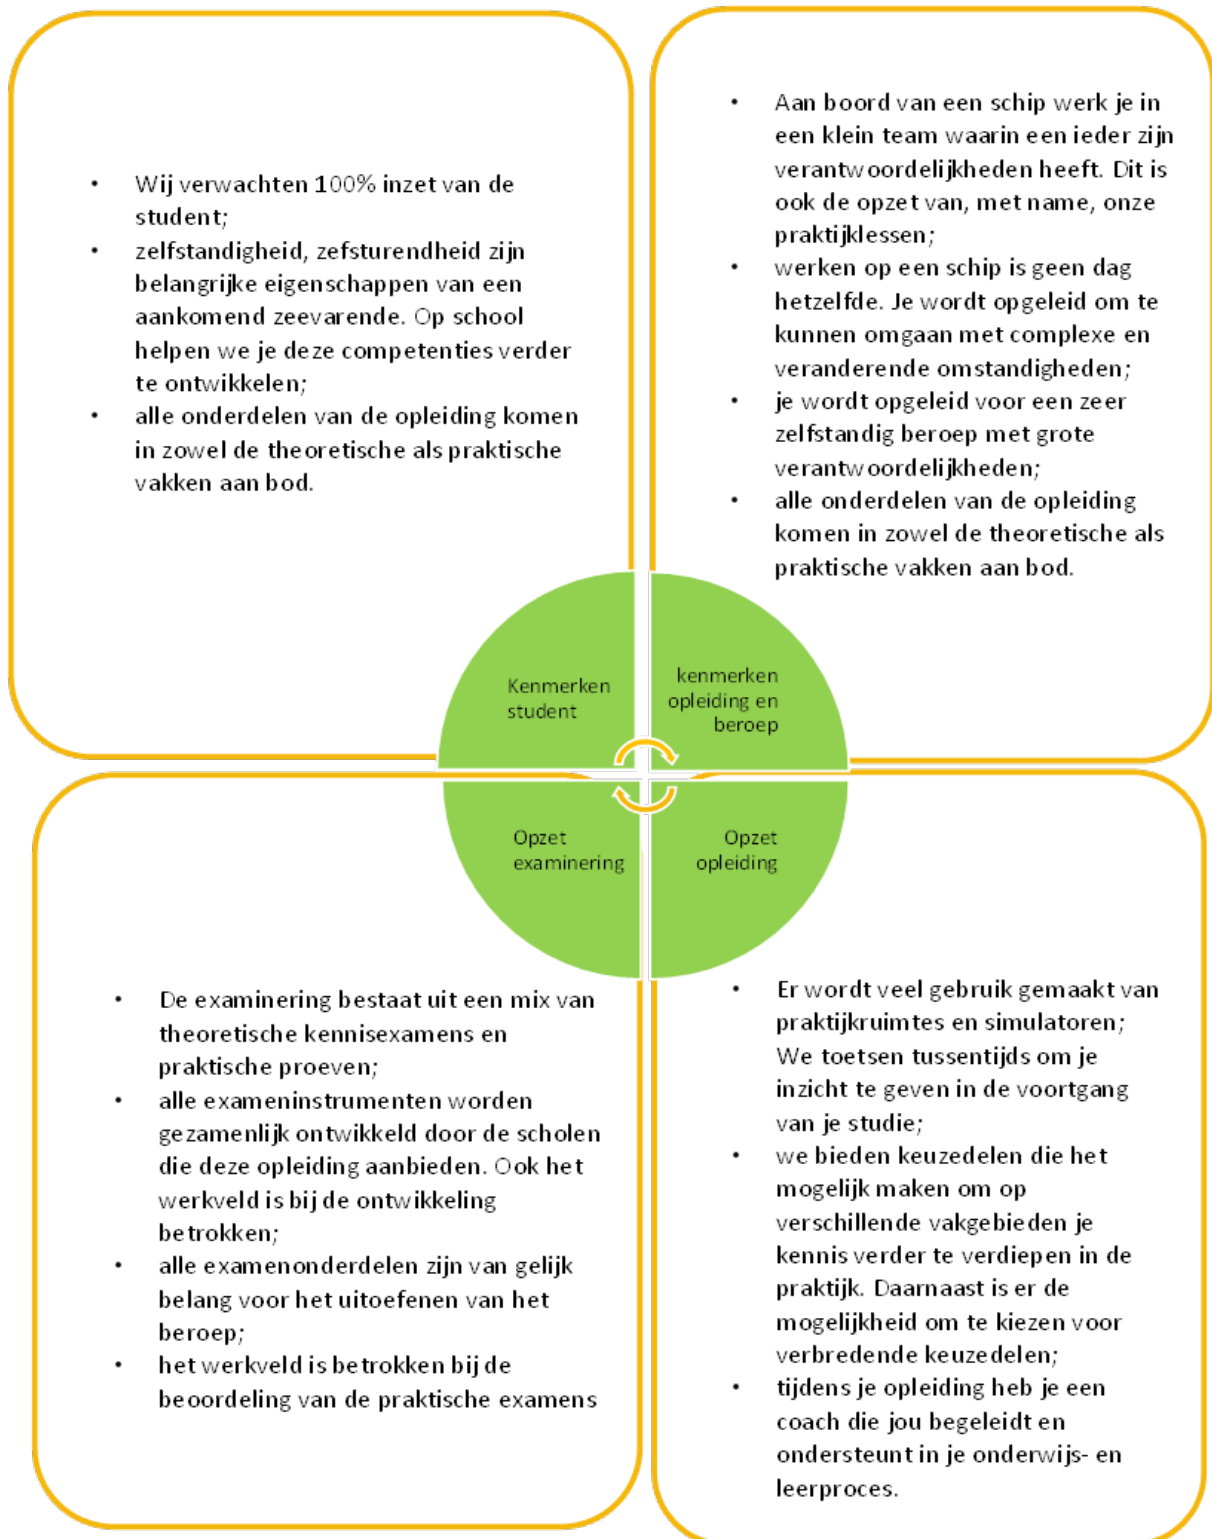 • Wij verwachten 100% inzet van de
student;
• zelfstandigheid, zefsturendheid zijn
belangrijke eigenschappen van een
aankomend zeevarende. Op school
helpen we je deze competenties verder
te ontwikkelen;
• alle onderdelen van de opleiding komen
in zowel de theoretische als praktische
vakken aan bod.
• Aan boord van een schip werk je in
een klein team waarin een ieder zijn
verantwoordelijkheden heeft. Dit is
ook de opzet van, met name, onze
praktijklessen;
• werken op een schip is geen dag
hetzelfde. Je wordt opgeleid om te
kunnen omgaan met complexe en
veranderende omstandigheden;
• je wordt opgeleid voor een zeer
zelfstandig beroep met grote
verantwoordelijkheden;
• alle onderdelen van de opleiding
komen in zowel de theoretische als
praktische vakken aan bod.
Kenmerken
student
kenmerken
opleiding en
beroep
Opzet
examinering
Opzet
opleiding
• De examinering bestaat uit een mix van
theoretische kennisexamens en
praktische proeven;
• alle exameninstrumenten worden
gezamenlijk ontwikkeld door de scholen
die deze opleiding aanbieden. Ook het
werkveld is bij de ontwikkeling
betrokken;
• alle examenonderdelen zijn van gelijk
belang voor het uitoefenen van het
beroep;
• het werkveld is betrokken bij de
beoordeling van de praktische examens
• Er wordt veel gebruik gemaakt van
praktijkruimtes en simulatoren;
We toetsen tussentijds om je
inzicht te geven in de voortgang
van je studie;
• we bieden keuzedelen die het
mogelijk maken om op
verschillende vakgebieden je
kennis verder te verdiepen in de
praktijk. Daarnaast is er de
mogelijkheid om te kiezen voor
verbredende keuzedelen;
• tijdens je opleiding heb je een
coach die jou begeleidt en
ondersteunt in je onderwijs- en
leerproces.